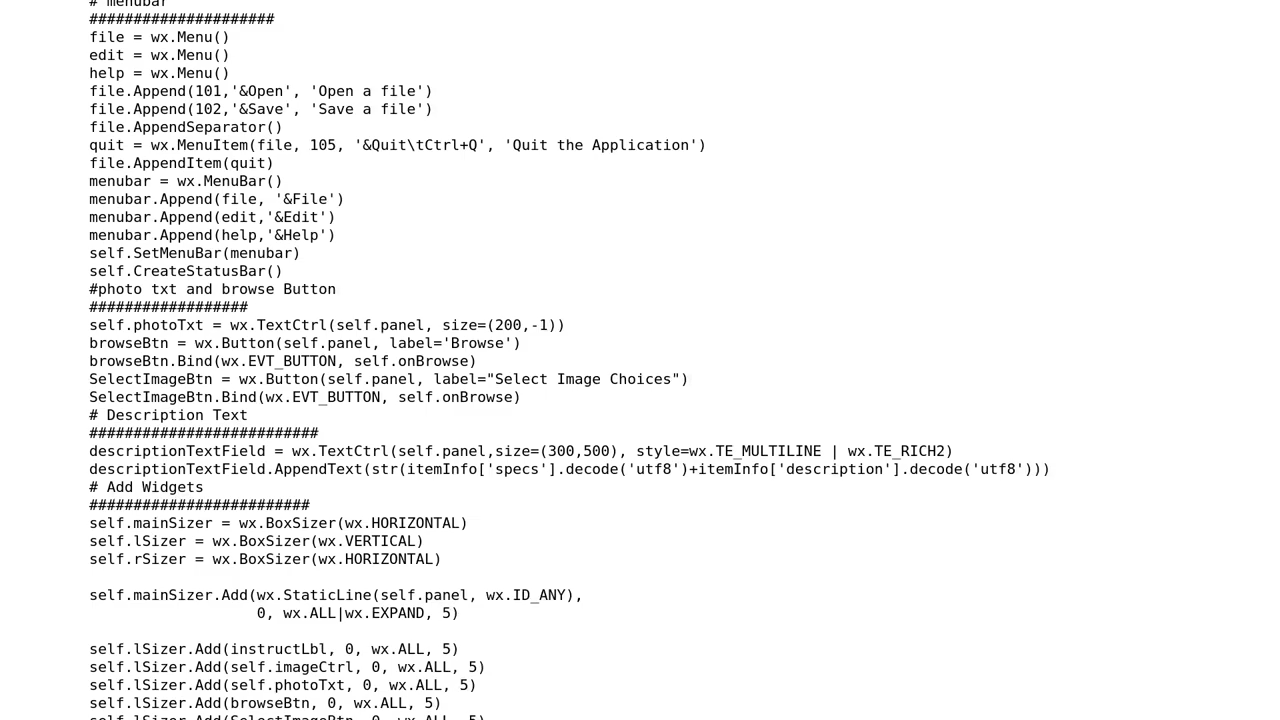 # menubar
#####################
file = wx.Menu()
edit = wx.Menu()
help = wx.Menu()
file.Append(101,'&Open', 'Open a file')
file.Append(102,'&Save', 'Save a file')
file.AppendSeparator()
quit = wx.MenuItem(file, 105, '&Quit\tCtrl+Q', 'Quit the Application')
file.AppendItem(quit)
menubar = wx.MenuBar()
menubar.Append(file, '&File')
menubar.Append(edit,'&Edit')
menubar.Append(help,'&Help')
self.SetMenuBar(menubar)
self.CreateStatusBar()
#photo txt and browse Button
##################
self.photoTxt = wx.TextCtrl(self.panel, size=(200,-1))
browseBtn = wx.Button(self.panel, label='Browse')
browseBtn.Bind(wx.EVT_BUTTON, self.onBrowse)
SelectImageBtn = wx.Button(self.panel, label="Select Image Choices")
SelectImageBtn.Bind(wx.EVT_BUTTON, self.onBrowse)
# Description Text
##########################
descriptionTextField = wx.TextCtrl(self.panel,size=(300,500), style=wx.TE_MULTILINE | wx.TE_RICH2)
descriptionTextField.AppendText(str(itemInfo['specs'].decode('utf8')+itemInfo['description'].decode('utf8')))
# Add Widgets
#########################
self.mainSizer = wx.BoxSizer(wx.HORIZONTAL)
self.lSizer = wx.BoxSizer(wx.VERTICAL)
self.rSizer = wx.BoxSizer(wx.HORIZONTAL)
self.mainSizer.Add(wx.StaticLine(self.panel, wx.ID_ANY),
0, wx.ALL|wx.EXPAND, 5)
self.lSizer.Add(instructLbl, 0, wx.ALL, 5)
self.lSizer.Add(self.imageCtrl, 0, wx.ALL, 5)
self.lSizer.Add(self.photoTxt, 0, wx.ALL, 5)
self.lSizer.Add(browseBtn, 0, wx.ALL, 5)
self.lSizer.Add(SelectImageBtn, 0, wx.ALL, 5)